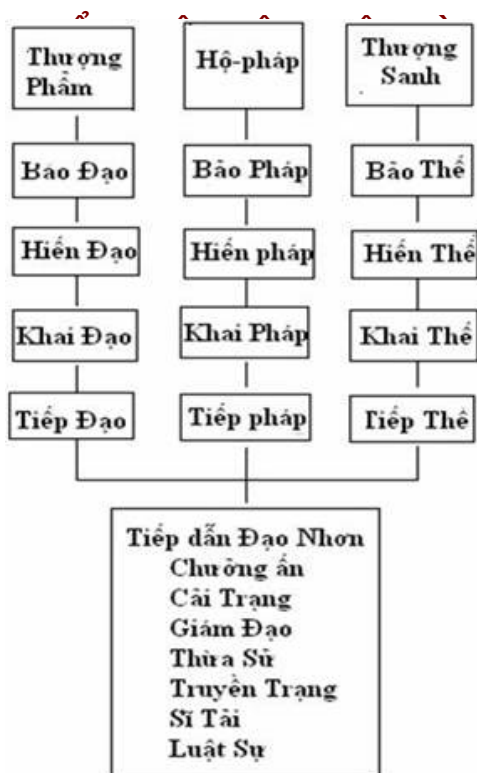 Thượng
Phẩm
Hộ-pháp
Thượng
Sanh
Bảo Đạo
Bảo Pháp
Bảo Thế
Hiến Đạo
Hiến pháp
Hiến Thế
Khai Đạo
Khai Pháp
Khai Thế
Tiếp Đạo
Tiếp pháp
Tiếp Thế
Tiếp dẫn Đạo Nhơn
Chưởng ấn
Cải Trạng
Giám Đạo
Thừa Sử
Truyền Trạng
Sĩ Tải
Luật Sự